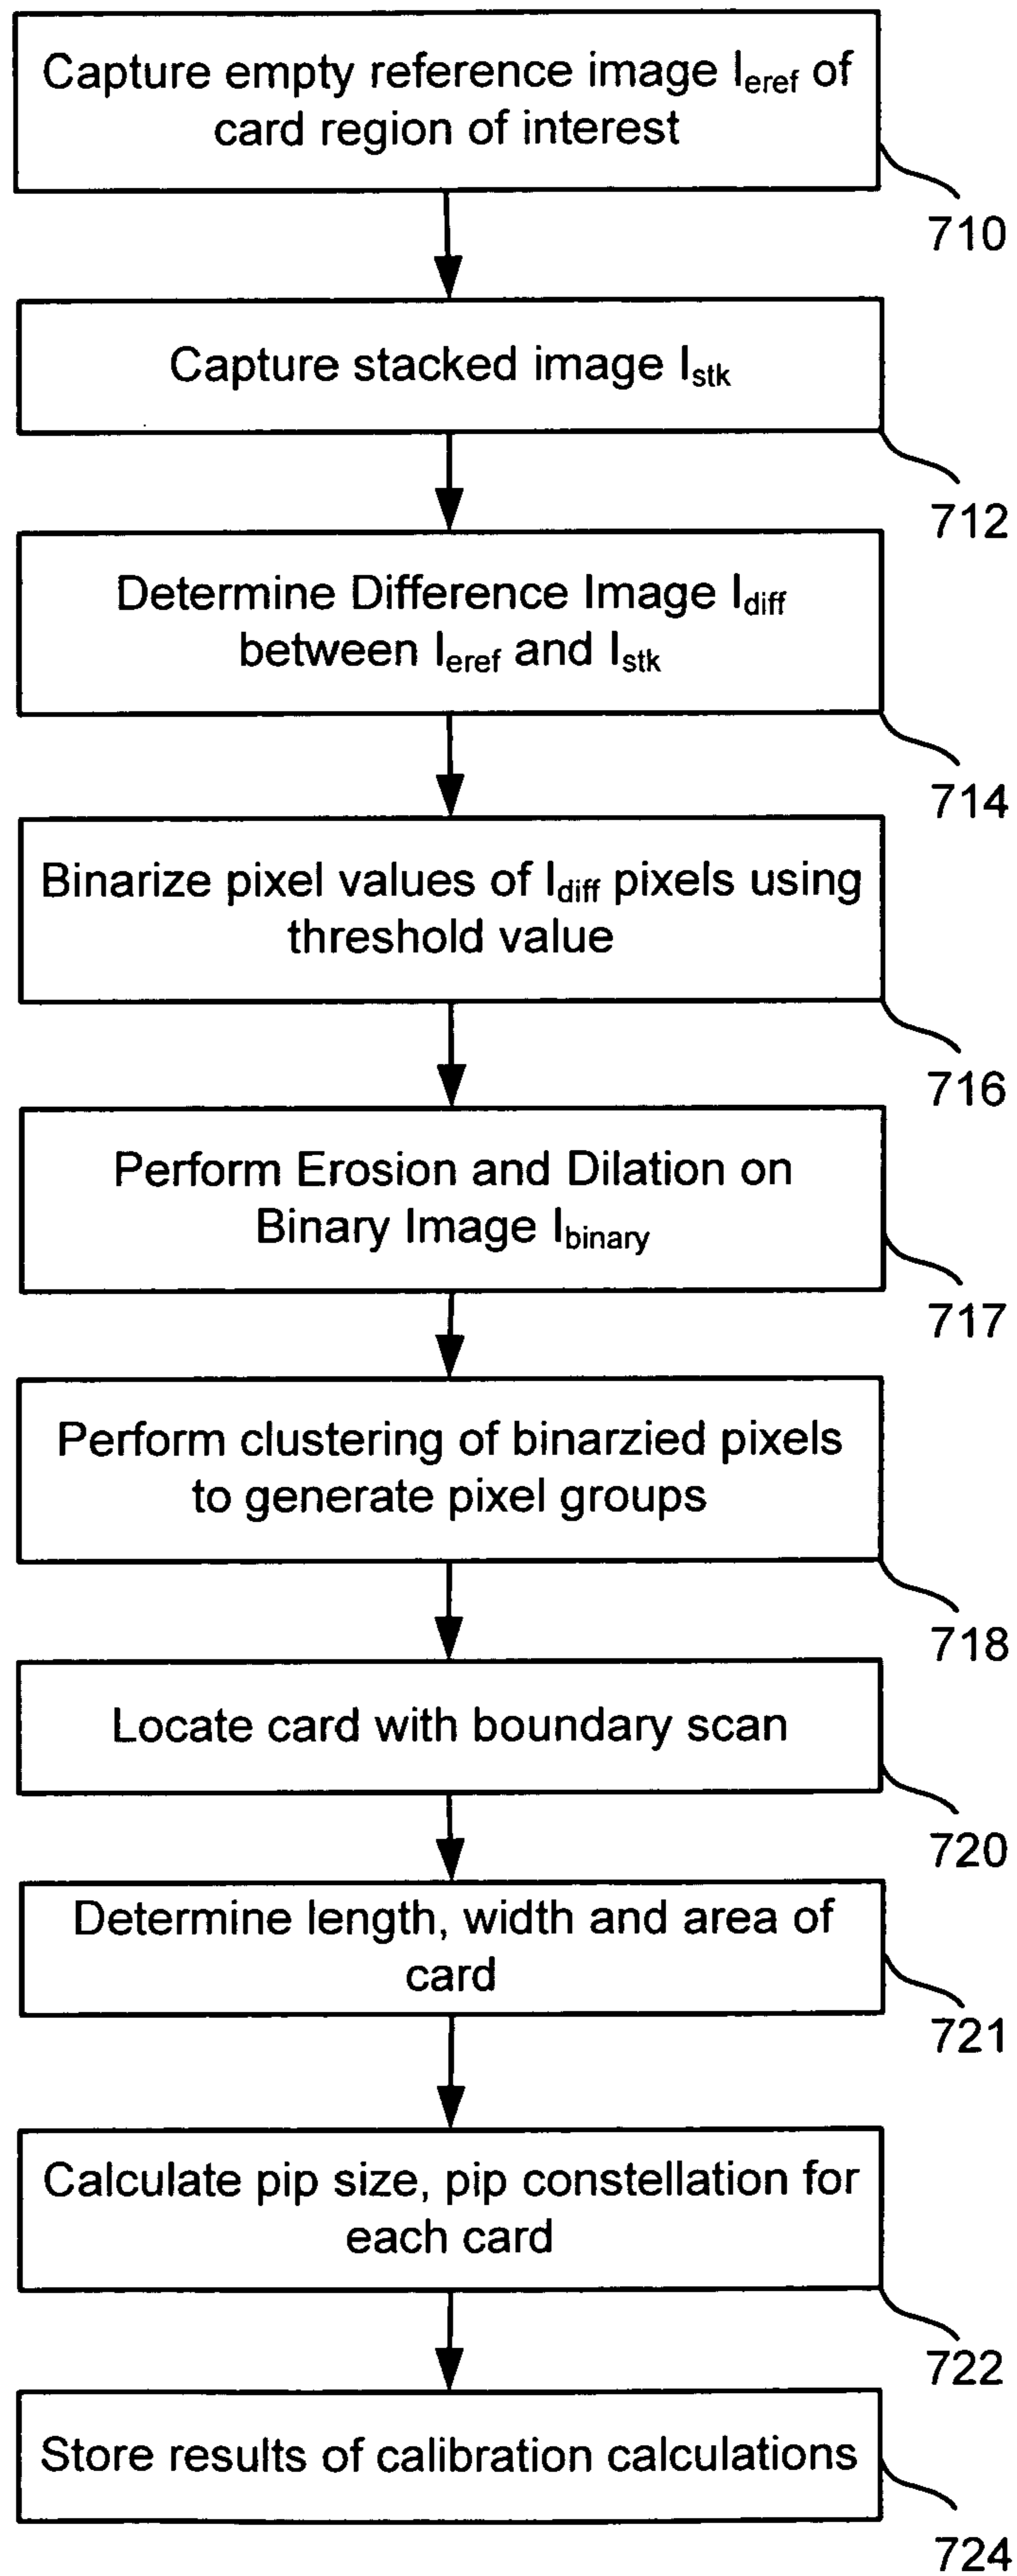 Capture empty reference image Ieref of
card region of interest
710
Capture stacked image Istk
712
Determine Difference Image Idiff
between Ieref and Istk
714
Binarize pixel values of Idiff pixels using
threshold value
716
Perform Erosion and Dilation on
Binary Image Ibinary
717
Perform clustering of binarzied pixels
to generate pixel groups
718
Locate card with boundary scan
720
Determine length, width and area of
card
721
Calculate pip size, pip constellation for
each card
722
Store results of calibration calculations
724